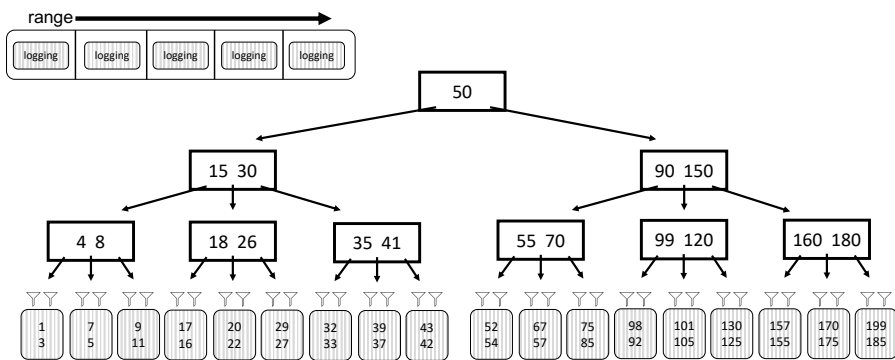 range
logging logging logging logging logging
50
15 30 90 150
4 8 18 26 35 41 55 70 99 120 160 180
1 7 9 17 20 29 32 39 43 52 67 75 98 101 130 157 170 199
3 5 11 16 22 27 33 37 42 54 57 85 92 105 125 155 175 185